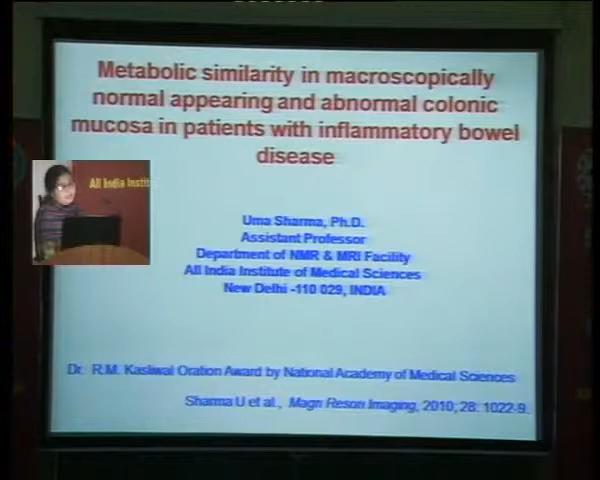 Metabolic similarity in macroscopically
normal appearing and abnormal colonic
mucosa in patients with inflammatory bowel
disease
All India Instit
Uma Sharma, Ph.D.
Assistant Professor
Department of NMR & MRI Facility
All India Institute of Medical Sciences
New Delhi -110 029, INDIA
Dr. R.M. Kasliwal Oration Award by National Academy of Medical Sciences
Sharma U et al., Magn Reson Imaging, 2010; 28: 1022-9.